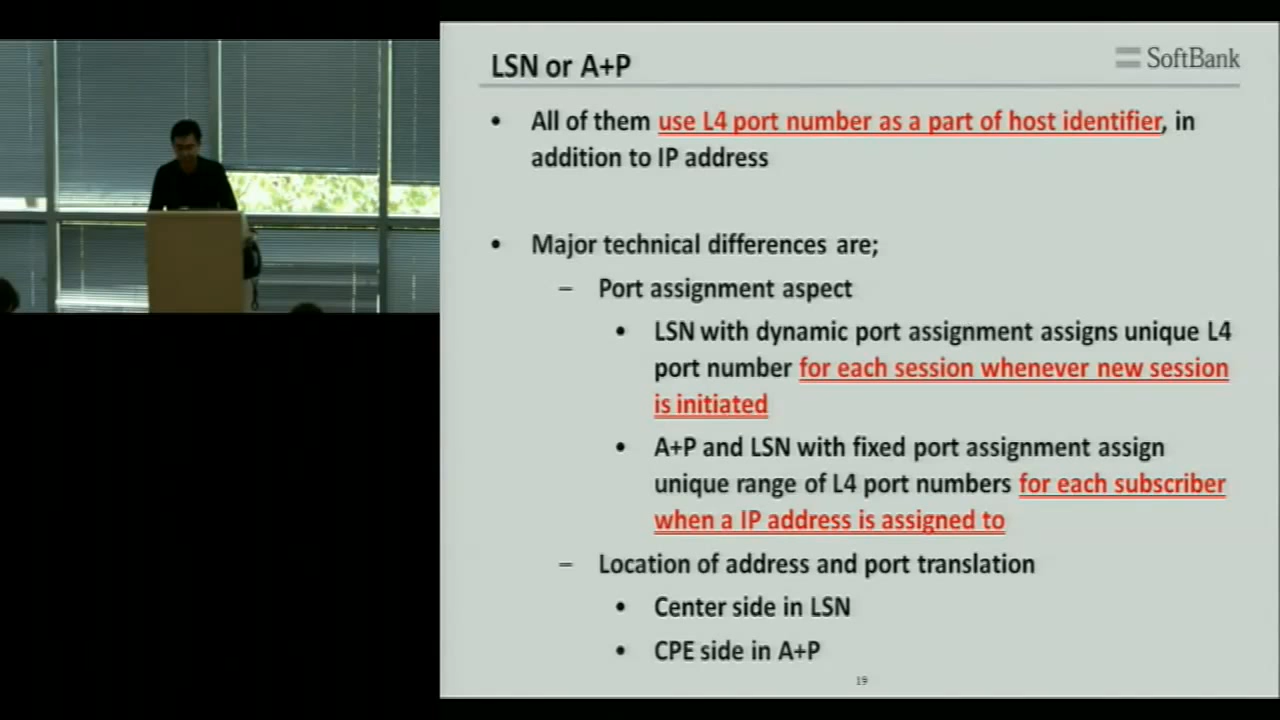 LSN or A+P
SoftBank
• All of them use L4 port number as a part of host identifier, in
addition to IP address
• Major technical differences are;
– Port assignment aspect
• LSN with dynamic port assignment assigns unique L4
port number for each session whenever new session
is initiated
• A+P and LSN with fixed port assignment assign
unique range of L4 port numbers for each subscriber
when a IP address is assigned to
– Location of address and port translation
• Center side in LSN
• CPE side in A+P
19